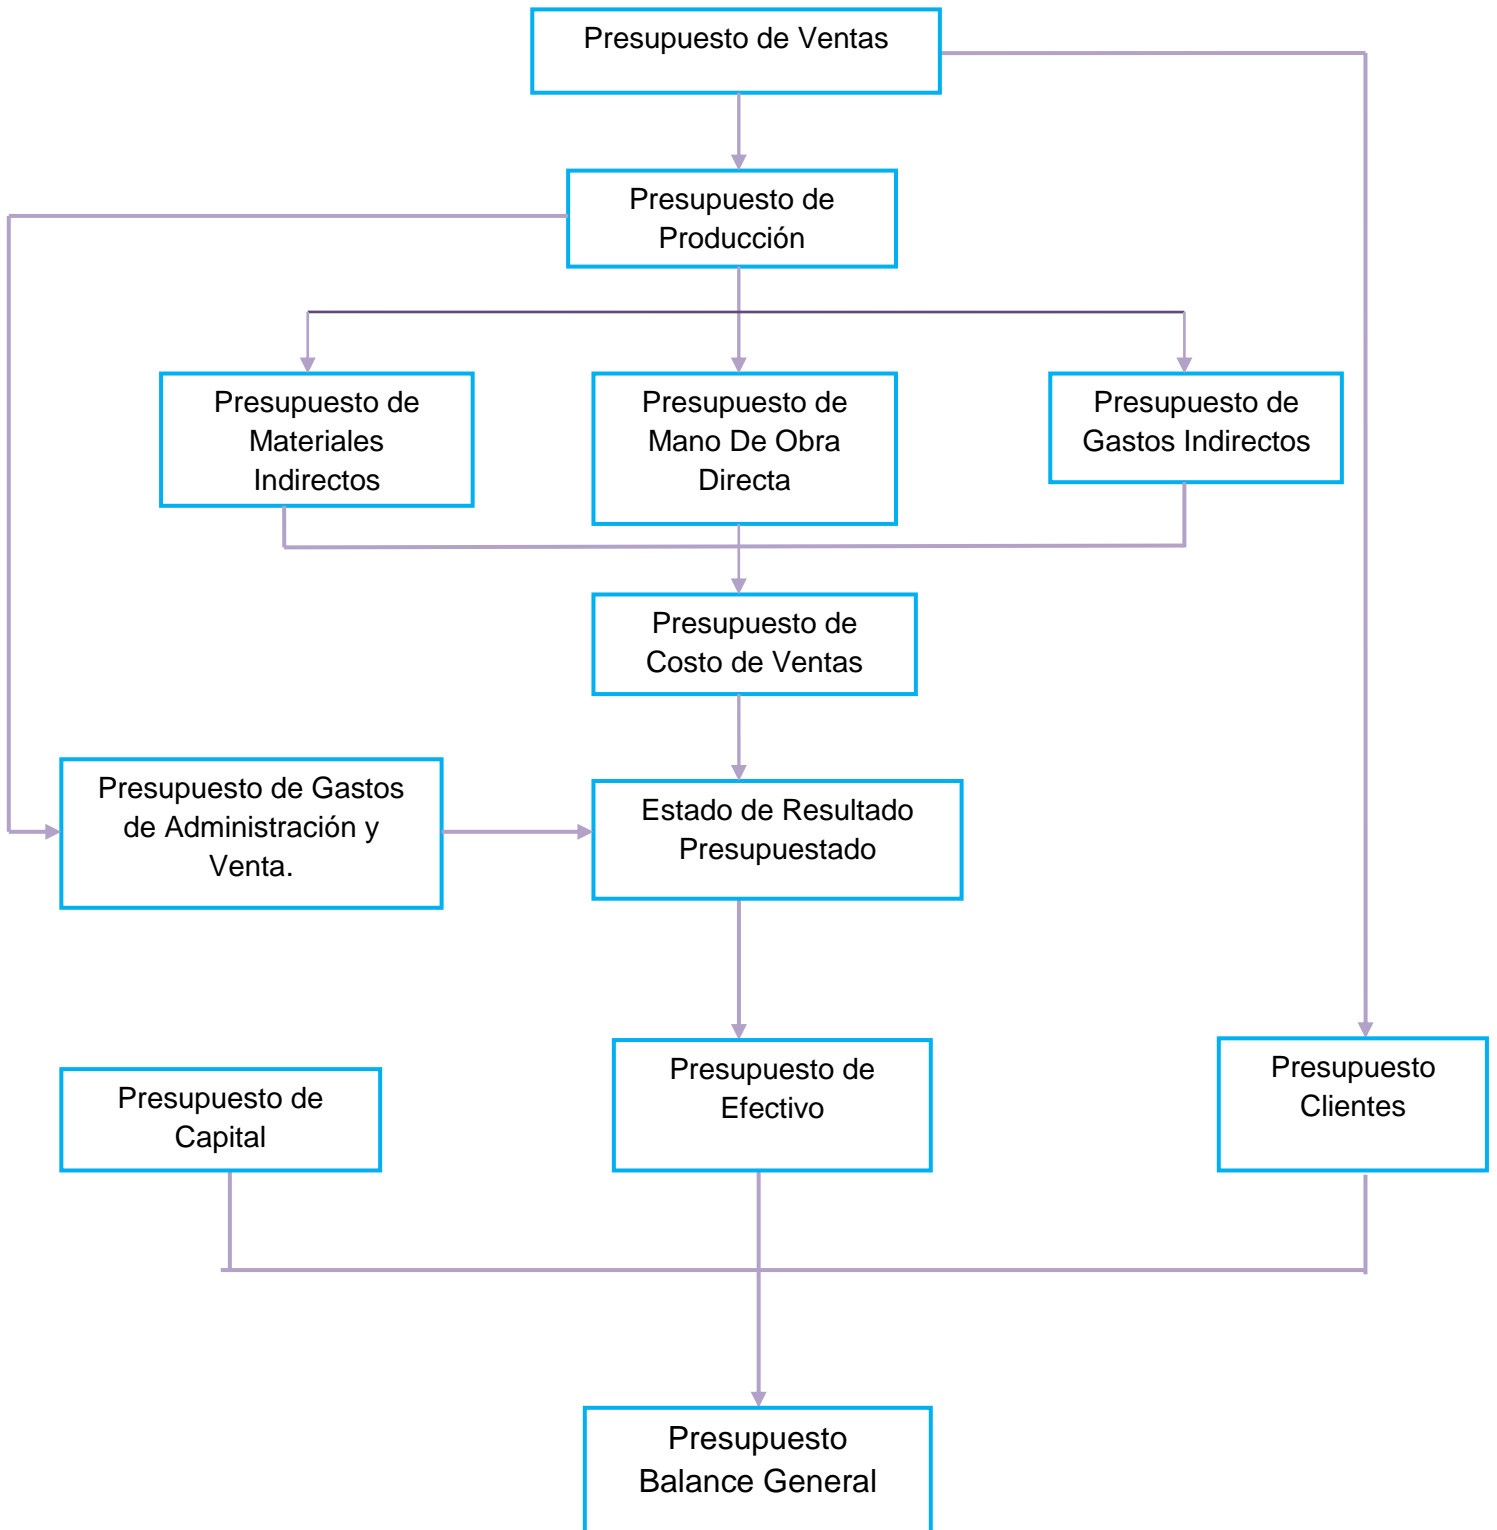 Presupuesto de Ventas
Presupuesto de
Producción
Presupuesto de
Materiales
Indirectos
Presupuesto de
Mano De Obra
Directa
Presupuesto de
Gastos Indirectos
Presupuesto de
Costo de Ventas
Presupuesto de Gastos
de Administración y
Venta.
Estado de Resultado
Presupuestado
Presupuesto de
Capital
Presupuesto de
Efectivo
Presupuesto
Clientes
Presupuesto
Balance General